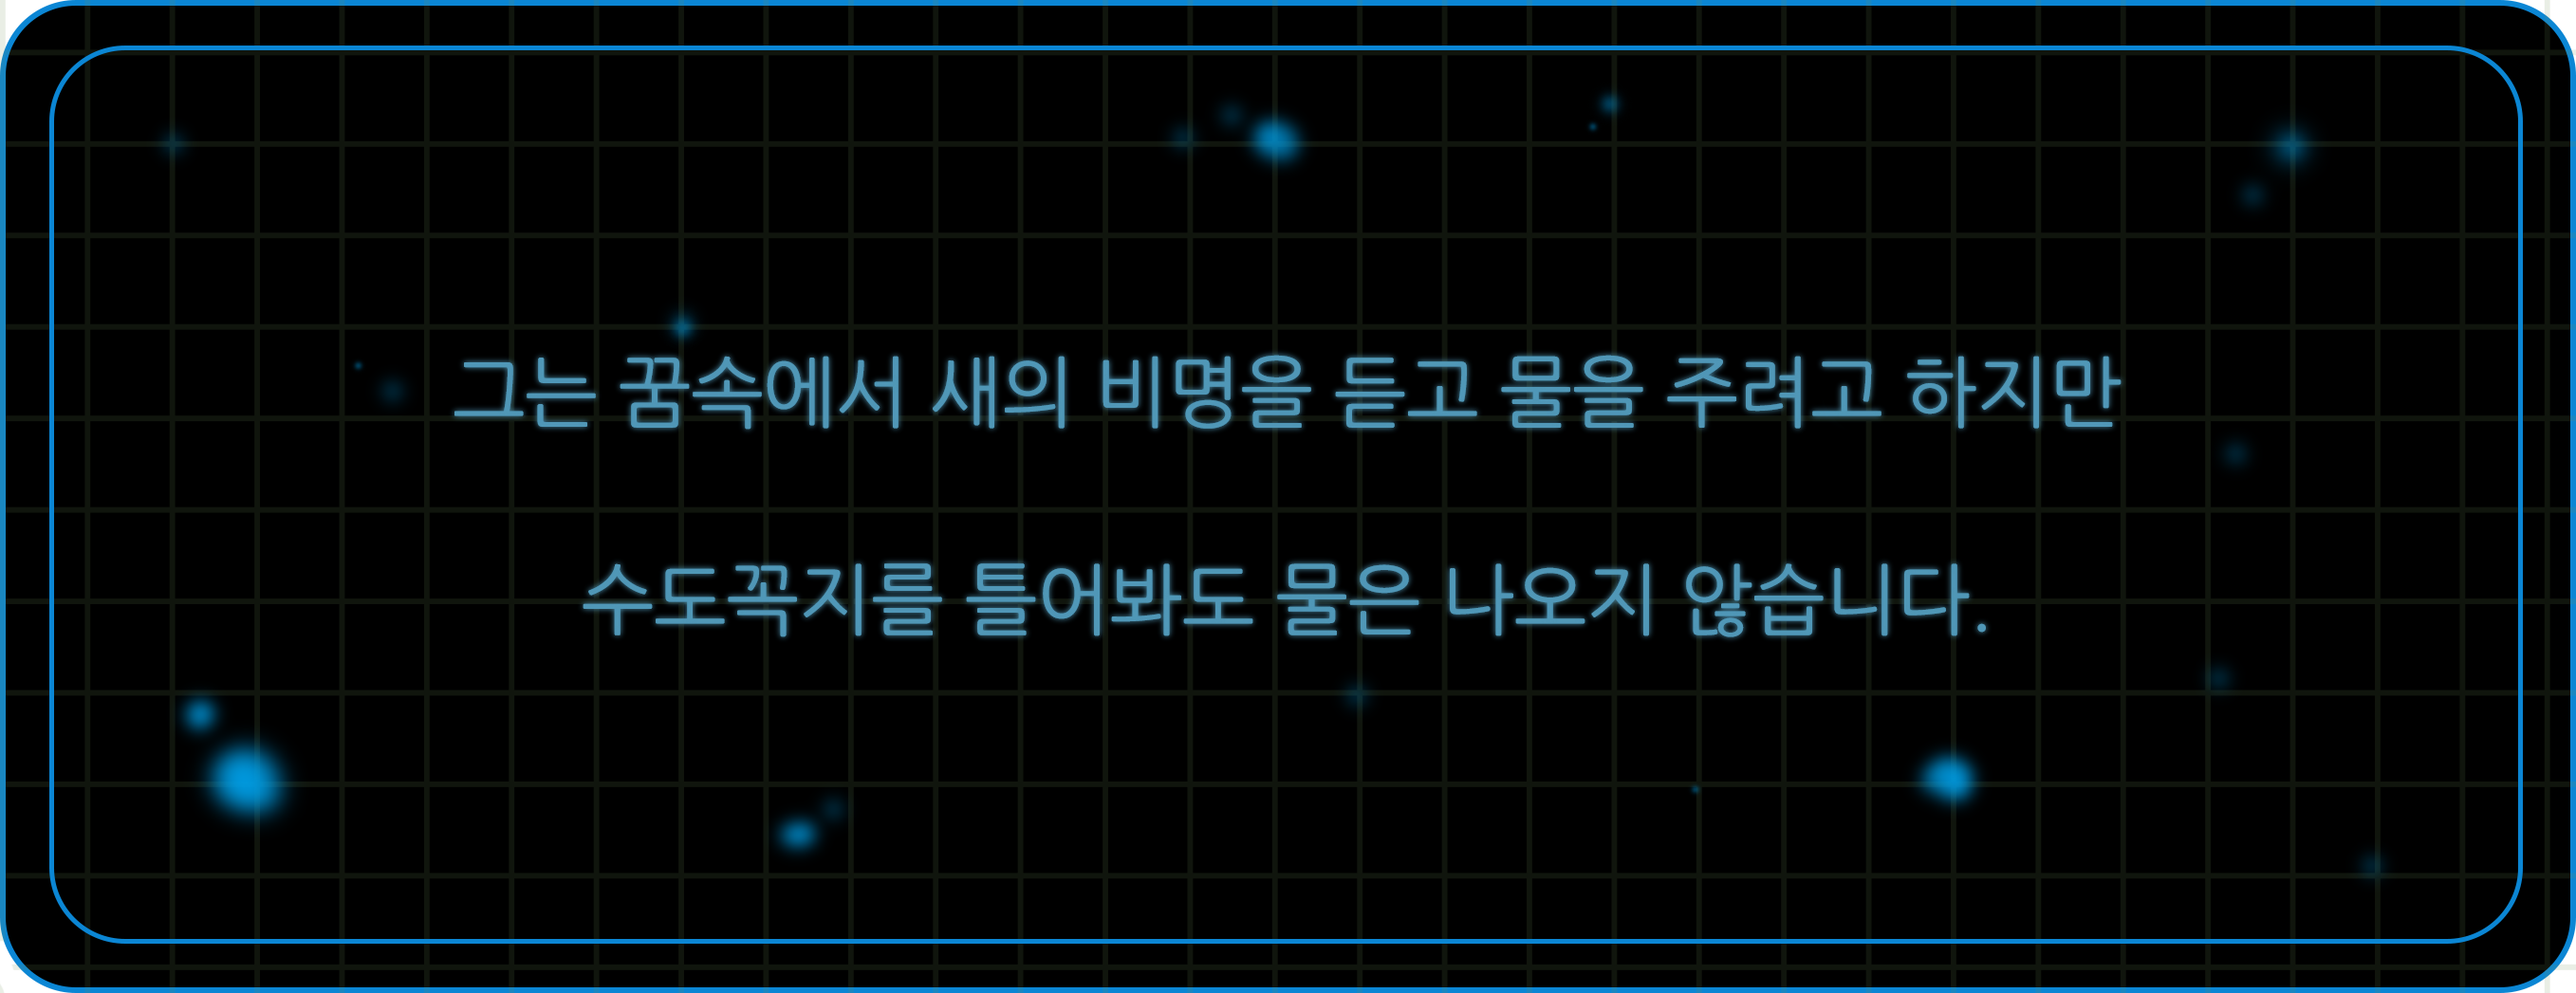 그는 꿈속에서 새의 비명을 듣고 물을 주려고 하지만
수도꼭지를 틀어봐도 물은 나오지 않습니다.